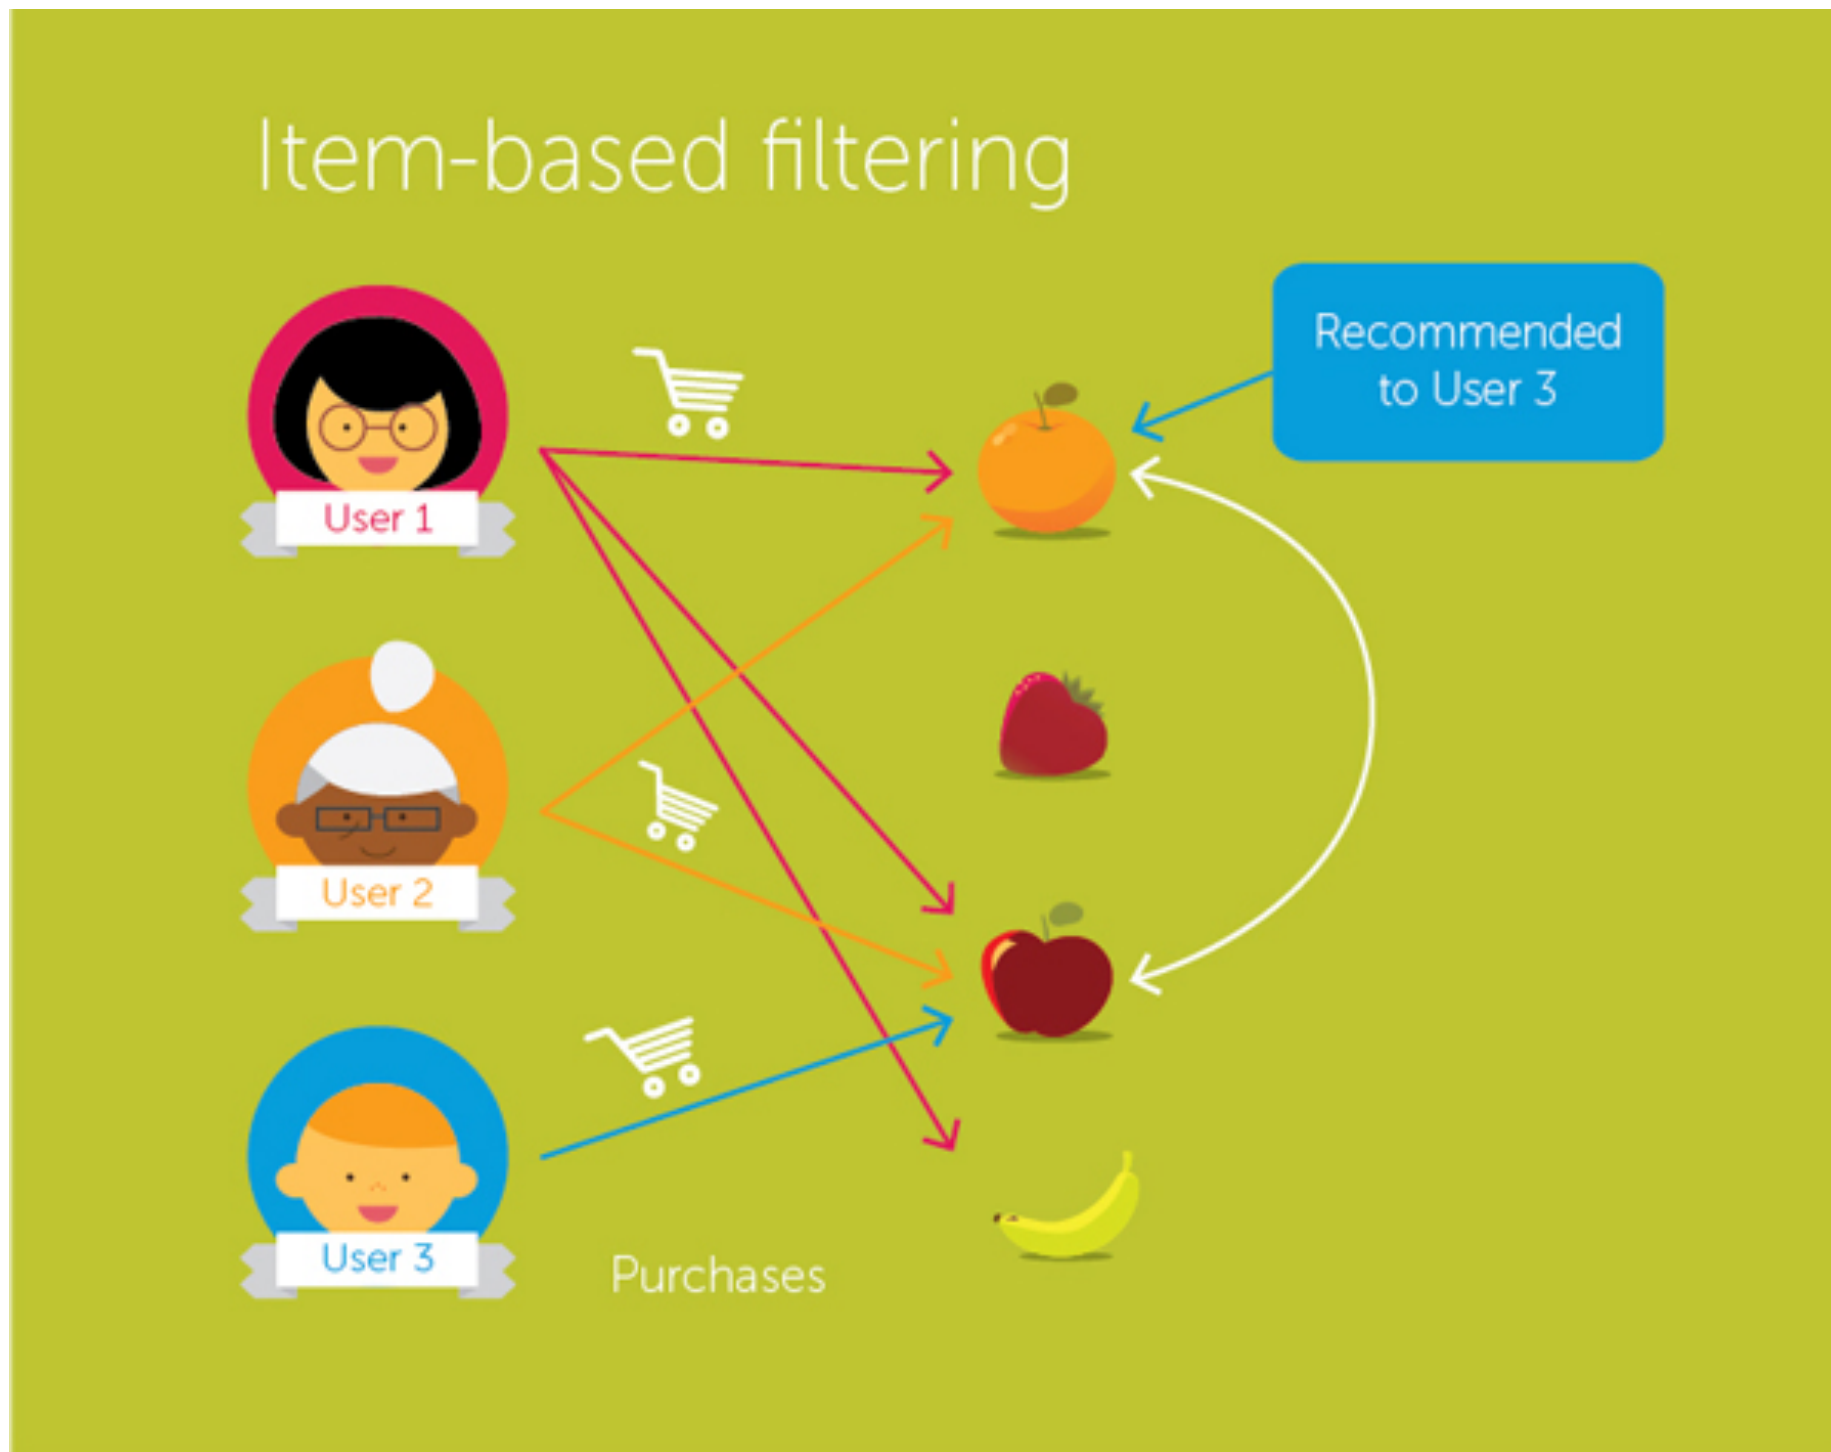 Item-based filtering
Recommended
to User 3
User 1
User 2
User 3
Purchases